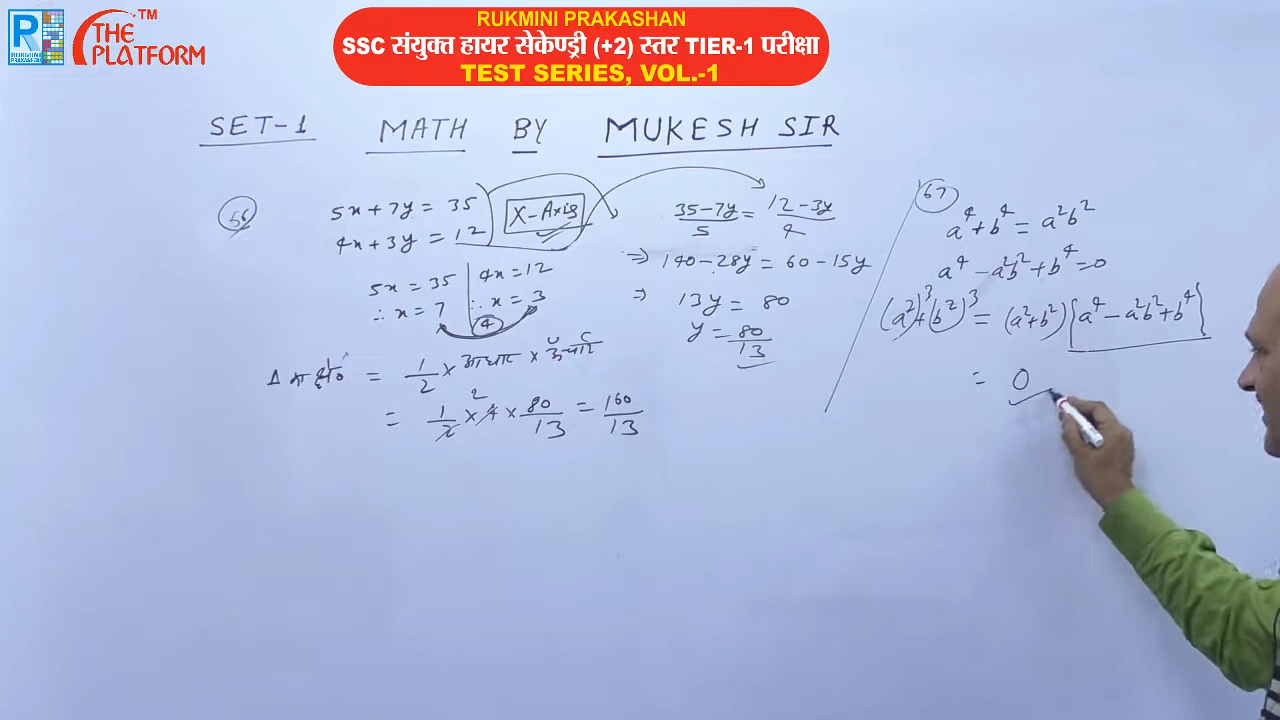 R
RUKMINI
PRAKASHAN
THE
PLATFORM
TM
RUKMINI PRAKASHAN
SSC संयुक्त हायर सेकेण्ड्री (+2) स्तर TIER-1 परीक्षा
TEST SERIES, VOL.-1
SET-1 MATH BY MUKESH SIR
56
5x + 7y = 35
4x + 3y = 12
X-Axis
5x = 35 | 4x = 12
∴ x = 7 | ∴ x = 3
4
= 1/2 × आधार × ऊँचाई
= 1/2 × 4 × 80/13 = 160/13
2
35-7y/5 = 12-3y/4
⇒ 140-28y = 60-15y
⇒ 13y = 80
y = 80/13
67
a⁴+b⁴ = a²b²
a⁴ - a²b² + b⁴ = 0
(a²)³+(b²)³ = (a²+b²)[a⁴-a²b²+b⁴]
= 0